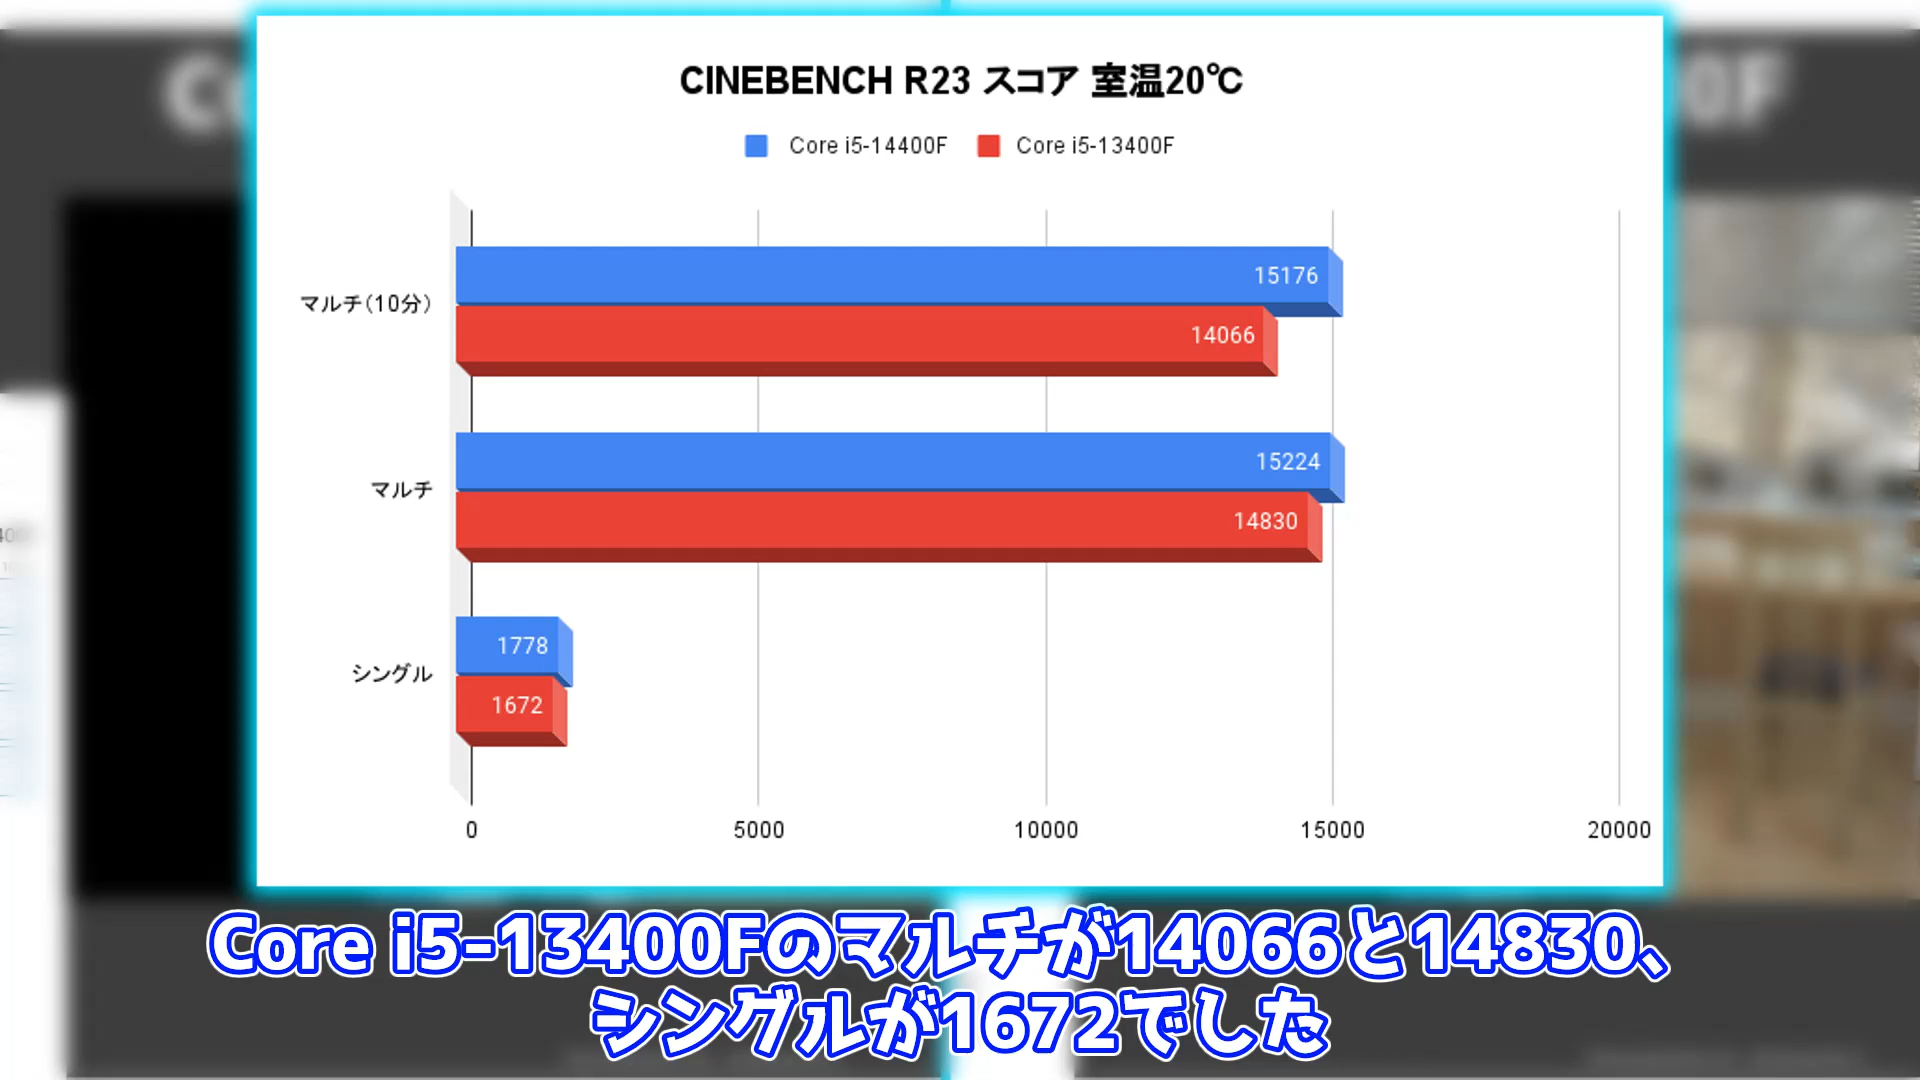 CINEBENCH R23 スコア 室温20℃
Core i5-14400F Core i5-13400F
マルチ（10分）
15176
14066
マルチ
15224
14830
シングル
1778
1672
0 5000 10000 15000 20000
Core i5-13400Fのマルチが14066と14830、
シングルが1672でした